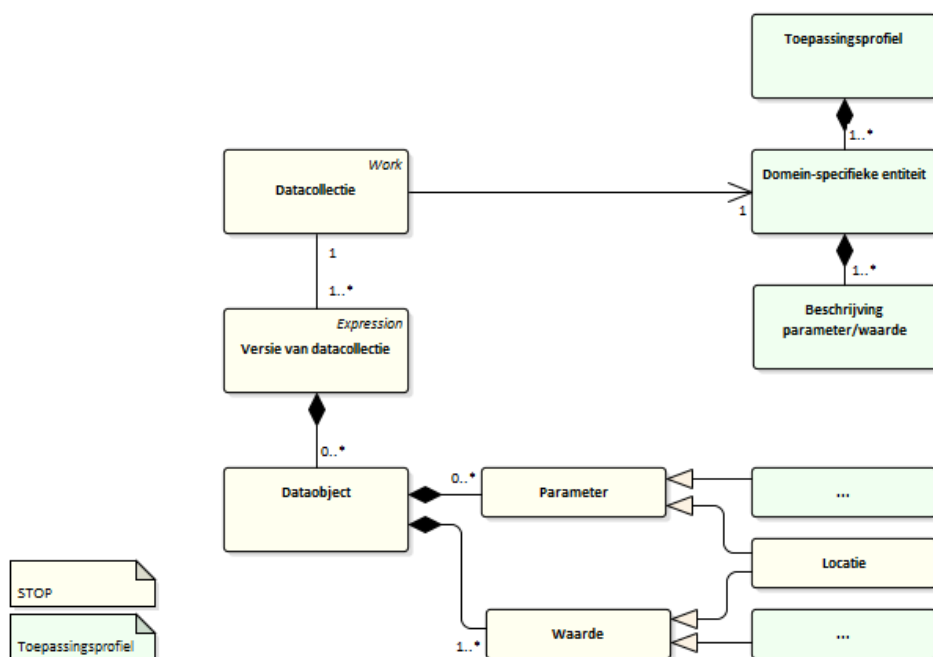 Toepassingsprofiel
1..*
Work
Datacollectie
Domein-specifieke entiteit
1
1
1..*
1..*
Expression
Versie van datacollectie
Beschrijving
parameter/waarde
0..*
Dataobject
0..*
Parameter
...
Locatie
STOP
Toepassingsprofiel
1..*
Waarde
...